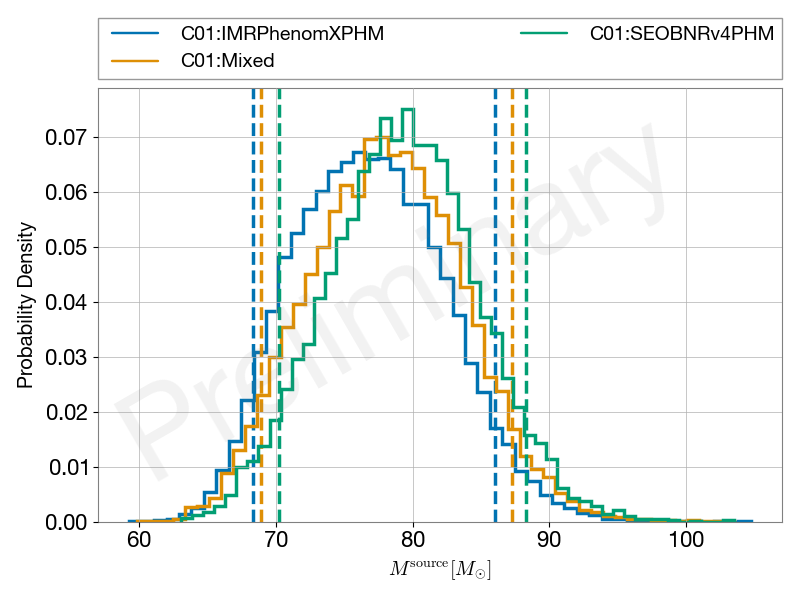 C01:IMRPhenomXPHM C01:SEOBNRv4PHM
C01:Mixed
Preliminary
Probability Density
0.07
0.06
0.05
0.04
0.03
0.02
0.01
0.00
60 70 80 90 100
M^source [M_⊙]